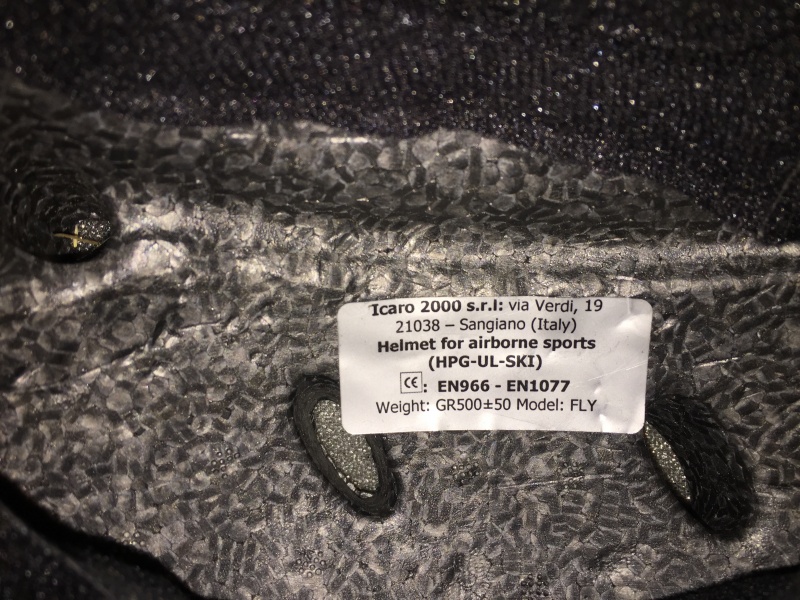 Icaro 2000 s.r.l: via Verdi, 19
21038 – Sangiano (Italy)
Helmet for airborne sports
(HPG-UL-SKI)
CE: EN966 - EN1077
Weight: GR500±50 Model: FLY